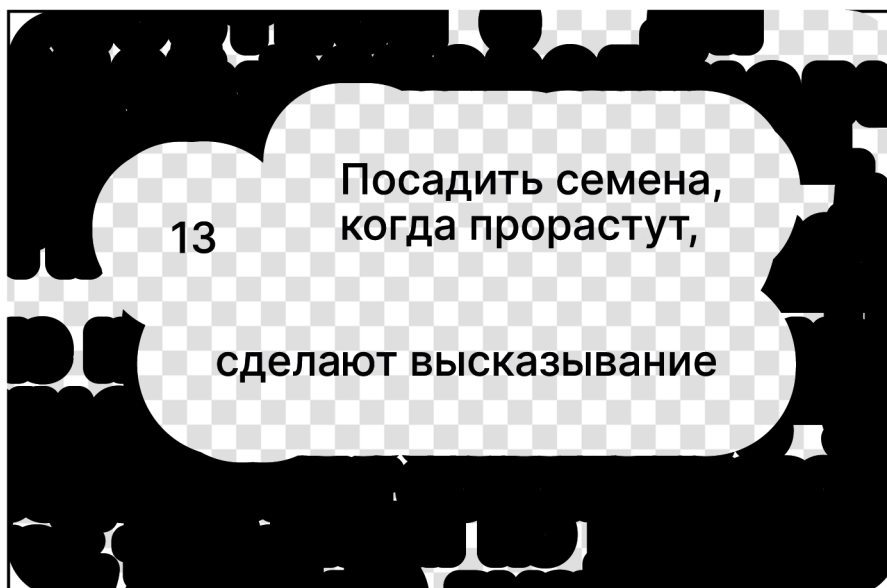 Посадить семена,
13 когда прорастут,
сделают высказывание